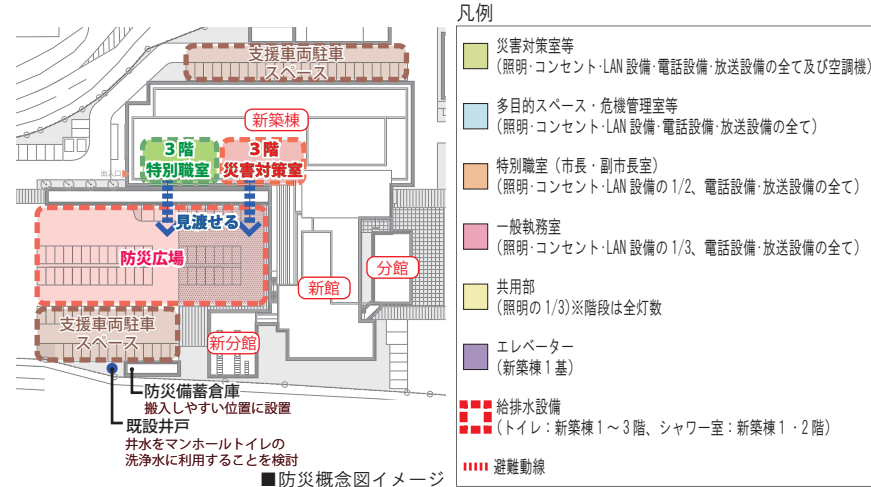 支援車両駐車
スペース
新築棟
3階
特別職室
3階
災害対策室
出入口
見渡せる
防災広場
新館
分館
支援車両駐車
スペース
新分館
防災備蓄倉庫
搬入しやすい位置に設置
既設井戸
井水をマンホールトイレの
洗浄水に利用することを検討
■防災概念図イメージ
凡例
災害対策室等
(照明・コンセント・LAN設備・電話設備・放送設備の全て及び空調機)
多目的スペース・危機管理室等
(照明・コンセント・LAN設備・電話設備・放送設備の全て)
特別職室（市長・副市長室）
(照明・コンセント・LAN設備の1/2、電話設備・放送設備の全て)
一般執務室
(照明・コンセント・LAN設備の1/3、電話設備・放送設備の全て)
共用部
(照明の1/3)※階段は全灯数
エレベーター
(新築棟1基)
給排水設備
(トイレ：新築棟1～3階、シャワー室：新築棟1・2階)
避難動線